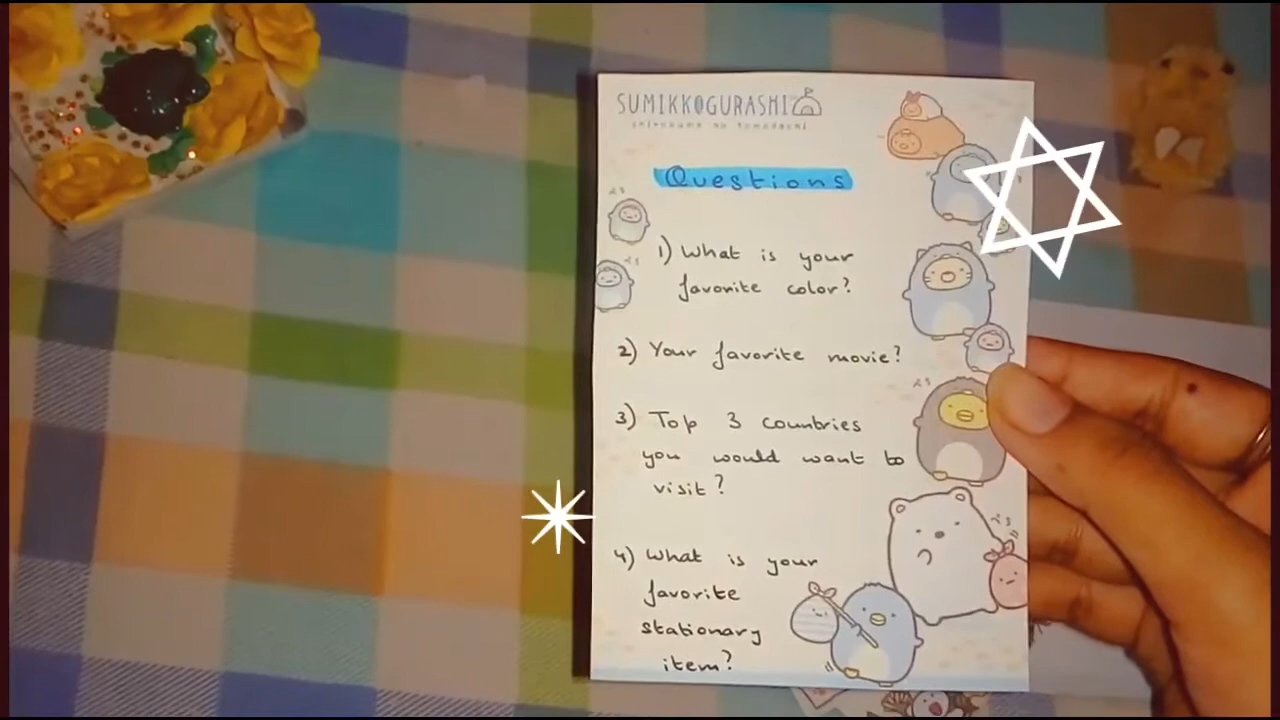 SUMIKKOGURASHI
Questions
1) What is your
favorite color?
2) Your favorite movie?
3) Top 3 countries
you would want to
visit?
4) What is your
favorite
stationary
item?